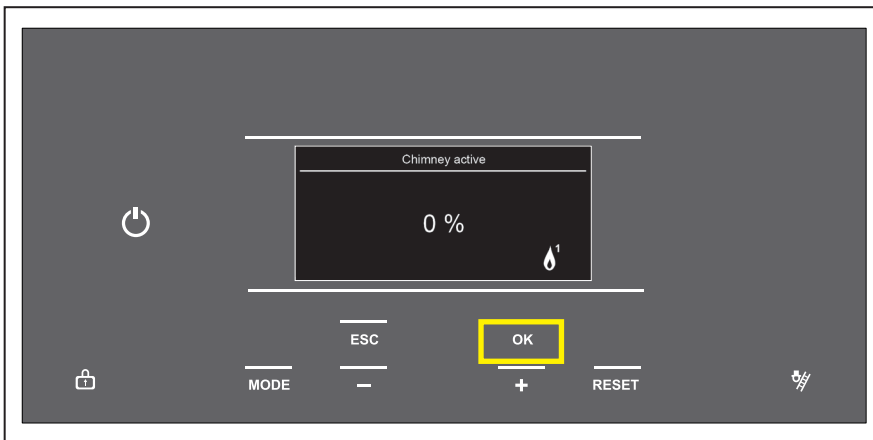 Chimney active
0 %
1
ESC
OK
MODE
–
+
RESET